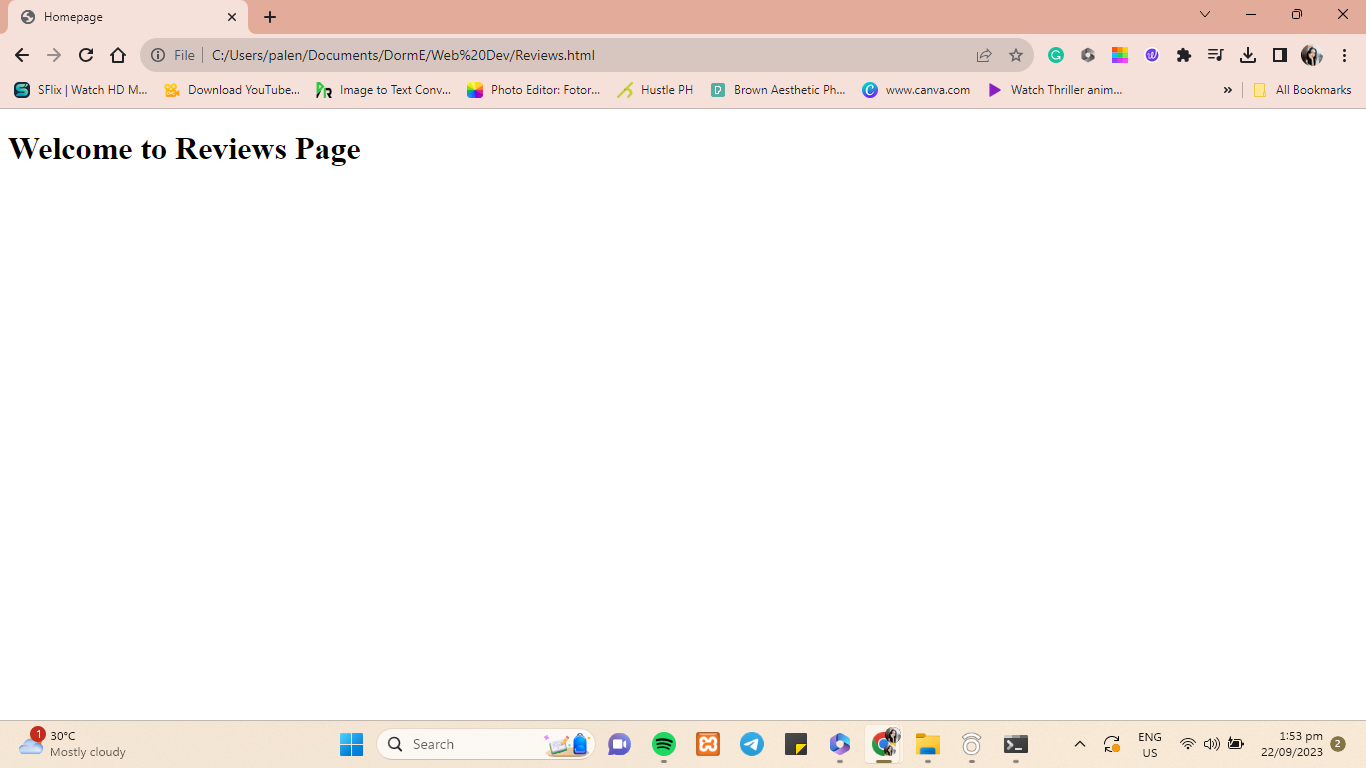 Homepage
File C:/Users/palen/Documents/DormE/Web%20Dev/Reviews.html
SFlix | Watch HD M... Download YouTube... Image to Text Conv... Photo Editor: Fotor... Hustle PH Brown Aesthetic Ph... www.canva.com Watch Thriller anim... » All Bookmarks
Welcome to Reviews Page
1 30°C
Mostly cloudy
Search
ENG
US
1:53 pm
22/09/2023
2